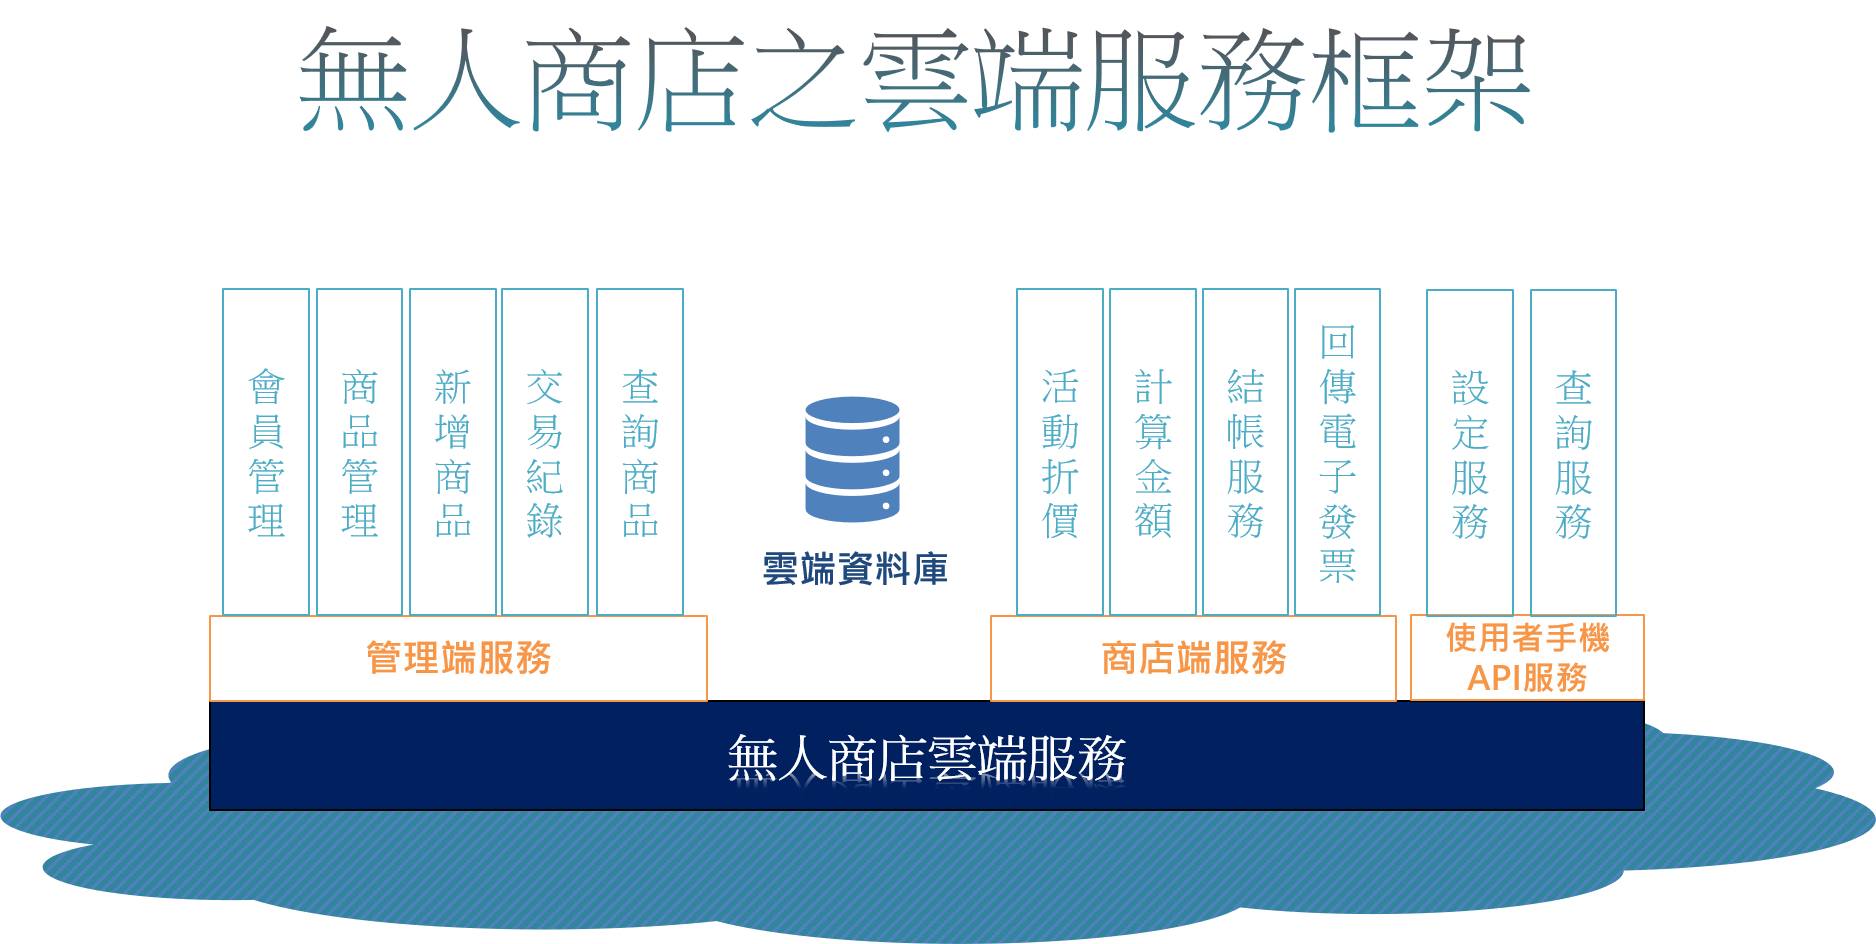 無人商店之雲端服務框架
會員管理
商品管理
新增商品
交易紀錄
查詢商品
雲端資料庫
活動折價
計算金額
結帳服務
回傳電子發票
設定服務
查詢服務
管理端服務
商店端服務
使用者手機
API服務
無人商店雲端服務